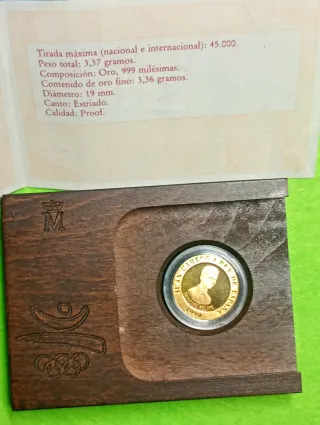 Tirada máxima (nacional e internacional): 45.000.
Peso total; 3,37 gramos.
Composición: Oro, 999 milésimas.
Contenido de oro fino: 3,36 gramos.
Diámetro: 19 mm.
Canto: Estriado.
Calidad: Proof.
M
JUAN CARLOS I REY DE ESPAÑA
1990